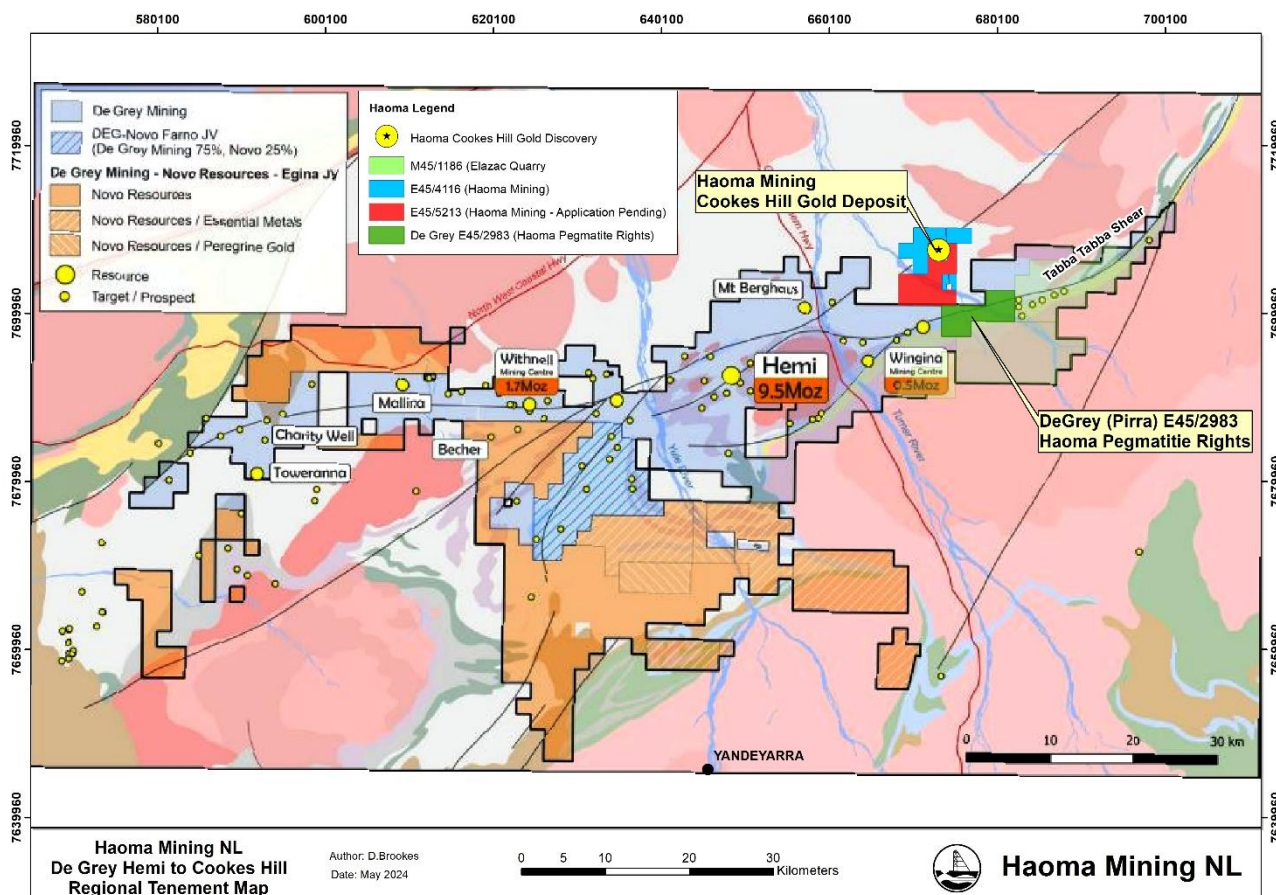 580100
600100
620100
640100
660100
680100
700100
7719960
7699960
7679960
7659960
7639960
7719960
7699960
7679960
7659960
7639960
De Grey Mining
DEG-Novo Farno JV
(De Grey Mining 75%, Novo 25%)
De Grey Mining - Novo Resources - Egina JV
Novo Resources
Novo Resources / Essential Metals
Novo Resources / Peregrine Gold
Resource
Target / Prospect
Haoma Legend
Haoma Cookes Hill Gold Discovery
M45/1186 (Elazac Quarry
E45/4116 (Haoma Mining)
E45/5213 (Haoma Mining - Application Pending)
De Grey E45/2983 (Haoma Pegmatite Rights)
Haoma Mining
Cookes Hill Gold Deposit
Hwy
Tabba Tabba Shear
North West Coastal Hwy
Mt Berghaus
Withnell
Mining Centre
1.7Moz
Hemi
9.5Moz
Wingina
Mining Centre
0.5Moz
Mallina
Charity Well
Becher
Toweranna
Yule River
Turner River
DeGrey (Pirra) E45/2983
Haoma Pegmatitie Rights
YANDEYARRA
0 10 20 30 km
Haoma Mining NL
De Grey Hemi to Cookes Hill
Regional Tenement Map
Author: D.Brookes
Date: May 2024
0 5 10 20 30
Kilometers
Haoma Mining NL